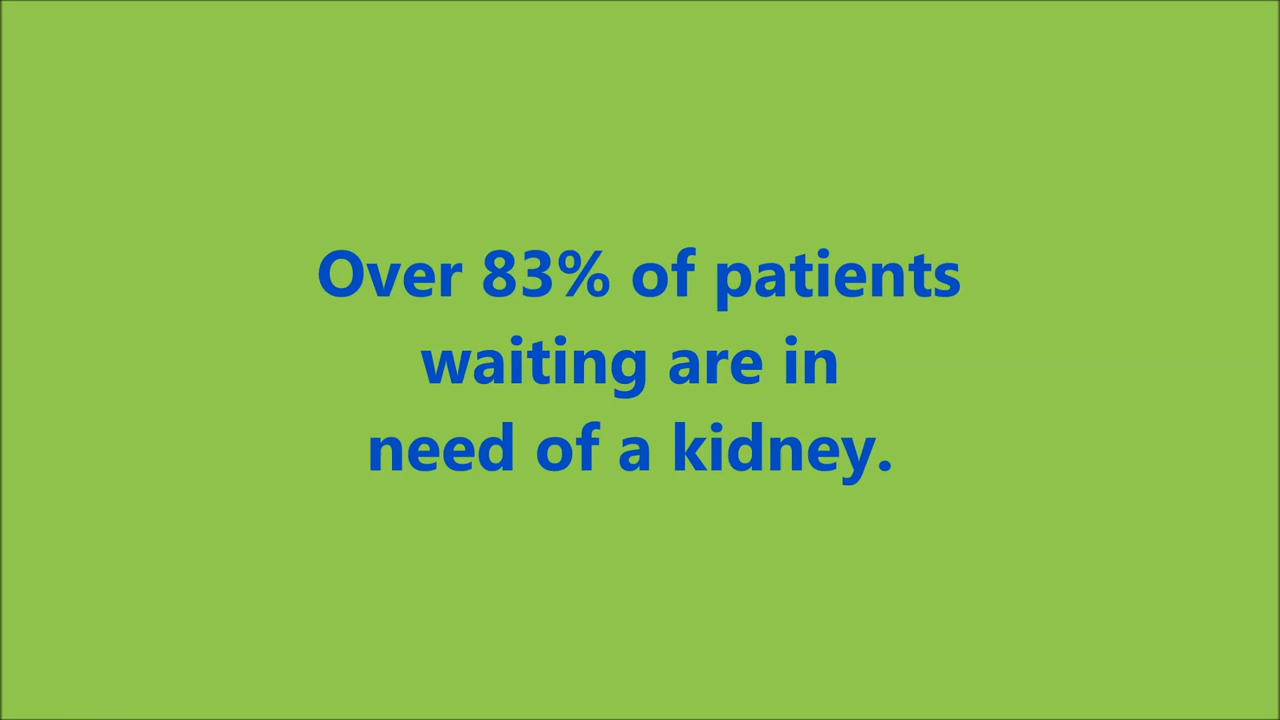 Over 83% of patients
waiting are in
need of a kidney.